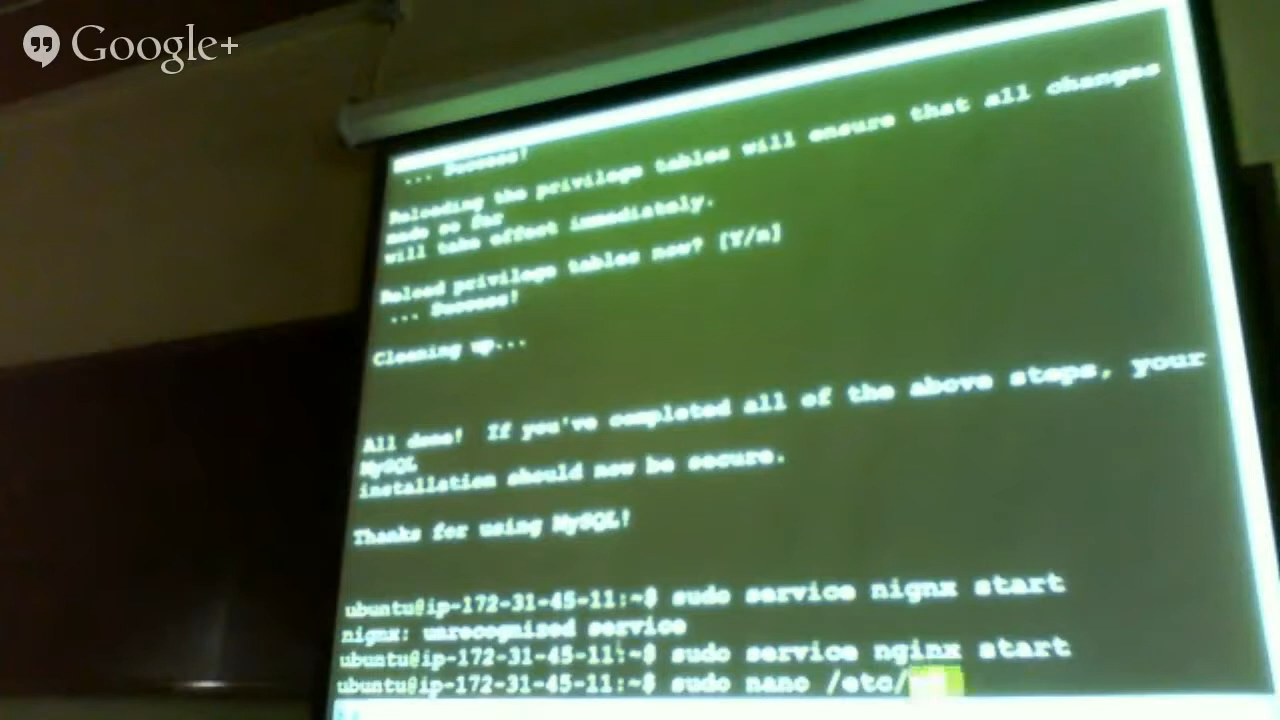 Google+
... Success!
Reloading the privilege tables will ensure that all changes
made so far
will take effect immediately.
Reload privilege tables now? [Y/n]
... Success!
Cleaning up...
All done! If you've completed all of the above steps, your
MySQL
installation should now be secure.
Thanks for using MySQL!
ubuntu@ip-172-31-45-11:~$ sudo service nignx start
nignx: unrecognized service
ubuntu@ip-172-31-45-11:~$ sudo service nginx start
ubuntu@ip-172-31-45-11:~$ sudo nano /etc/